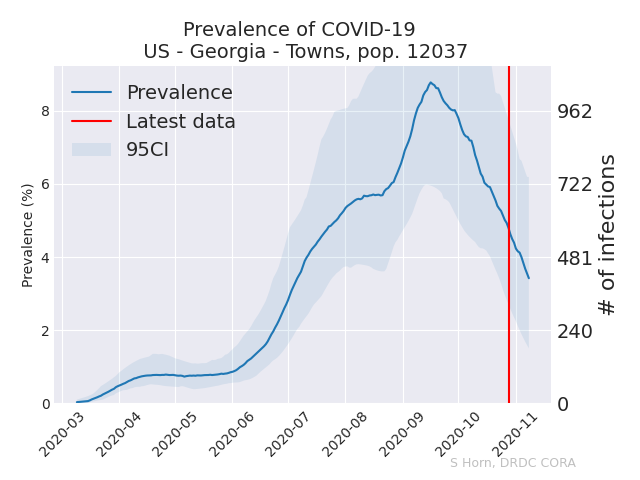 Prevalence of COVID-19
US - Georgia - Towns, pop. 12037
Prevalence
Latest data
95CI
Prevalence (%)
8
6
4
2
0
962
722
481
240
0
# of infections
2020-03
2020-04
2020-05
2020-06
2020-07
2020-08
2020-09
2020-10
2020-11
S Horn, DRDC CORA